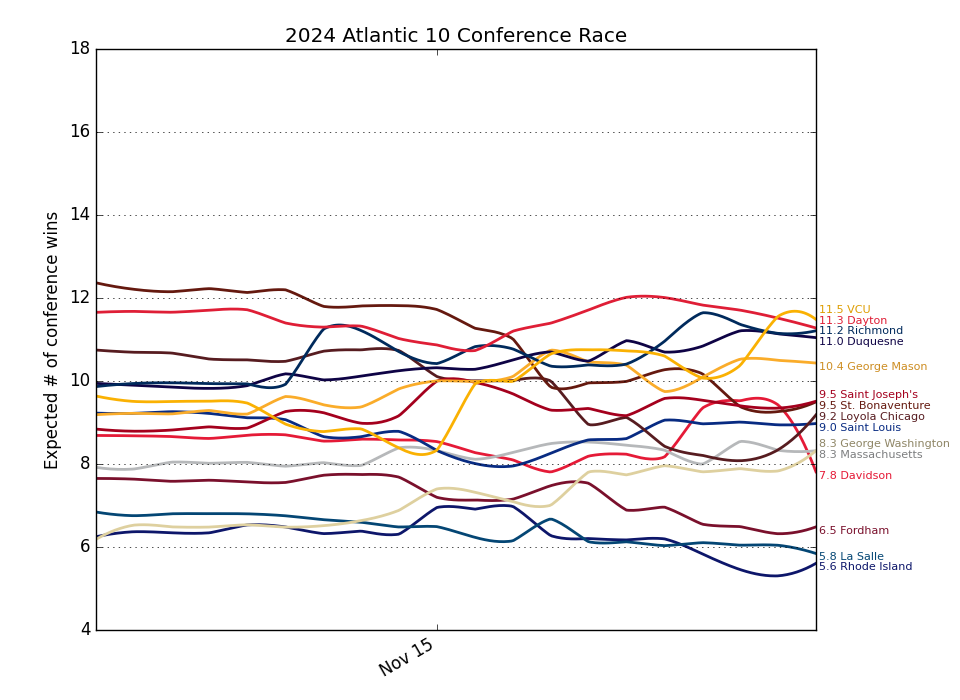 2024 Atlantic 10 Conference Race
Expected # of conference wins
18
16
14
12
10
8
6
4
Nov 15
11.5 VCU
11.3 Dayton
11.2 Richmond
11.0 Duquesne
10.4 George Mason
9.5 Saint Joseph's
9.5 St. Bonaventure
9.2 Loyola Chicago
9.0 Saint Louis
8.3 George Washington
8.3 Massachusetts
7.8 Davidson
6.5 Fordham
5.8 La Salle
5.6 Rhode Island